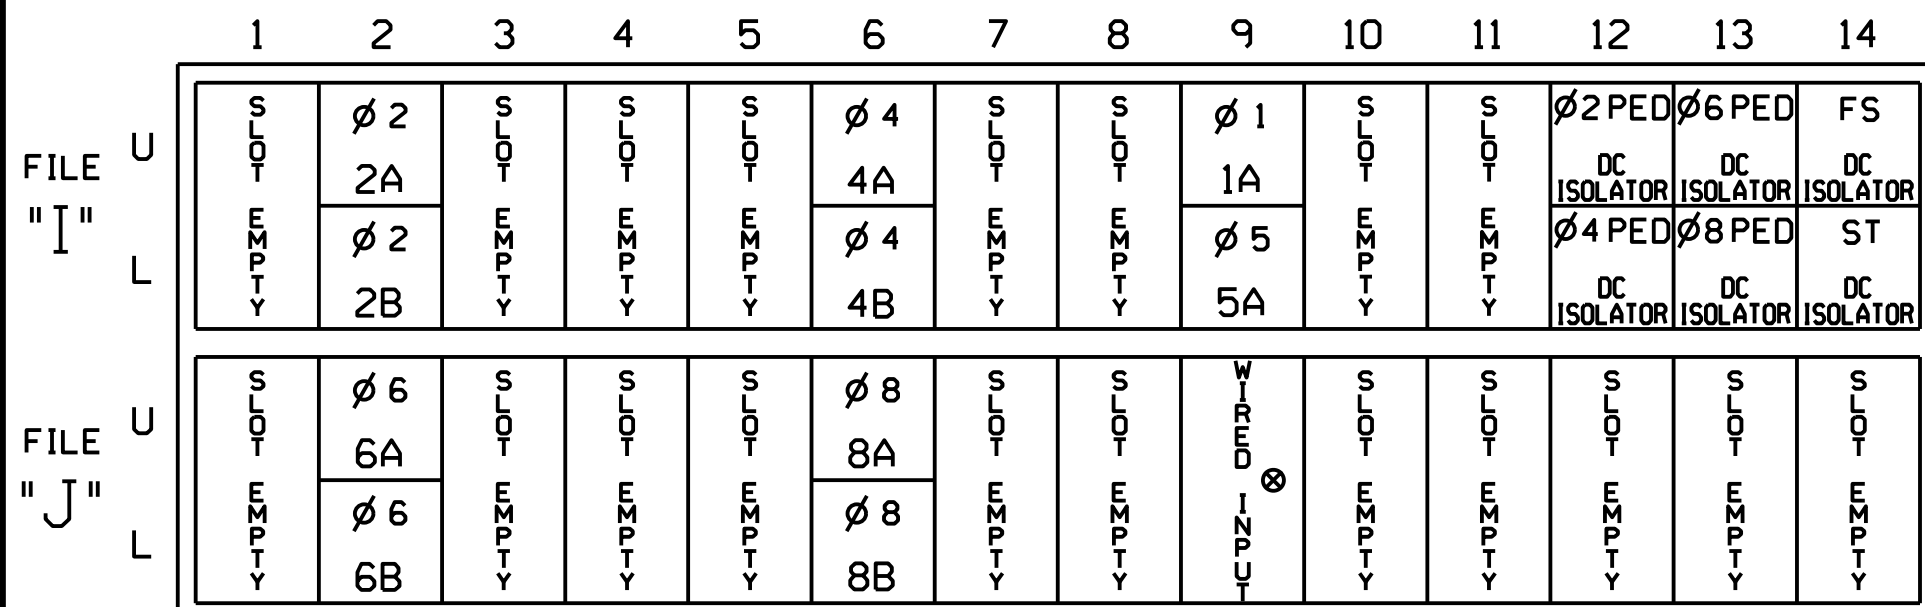 1 2 3 4 5 6 7 8 9 10 11 12 13 14
FILE "I"
U
L
SLOT EMPTY
Ø 2
2A
Ø 2
2B
SLOT EMPTY
SLOT EMPTY
SLOT EMPTY
Ø 4
4A
Ø 4
4B
SLOT EMPTY
SLOT EMPTY
Ø 1
1A
Ø 5
5A
SLOT EMPTY
SLOT EMPTY
Ø 2 PED
DC
ISOLATOR
Ø 4 PED
DC
ISOLATOR
Ø 6 PED
DC
ISOLATOR
Ø 8 PED
DC
ISOLATOR
FS
DC
ISOLATOR
ST
DC
ISOLATOR
FILE "J"
U
L
SLOT EMPTY
Ø 6
6A
Ø 6
6B
SLOT EMPTY
SLOT EMPTY
SLOT EMPTY
Ø 8
8A
Ø 8
8B
SLOT EMPTY
SLOT EMPTY
WIRED INPUT
⊗
SLOT EMPTY
SLOT EMPTY
SLOT EMPTY
SLOT EMPTY
SLOT EMPTY